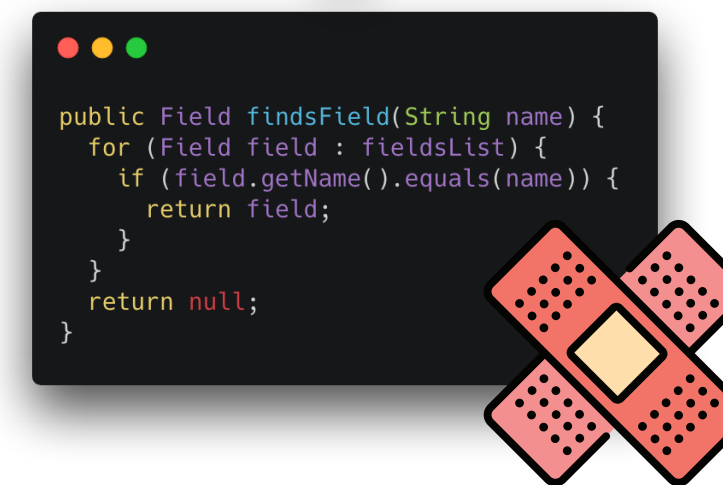 public Field findsField(String name) {
  for (Field field : fieldsList) {
    if (field.getName().equals(name)) {
      return field;
    }
  }
  return null;
}